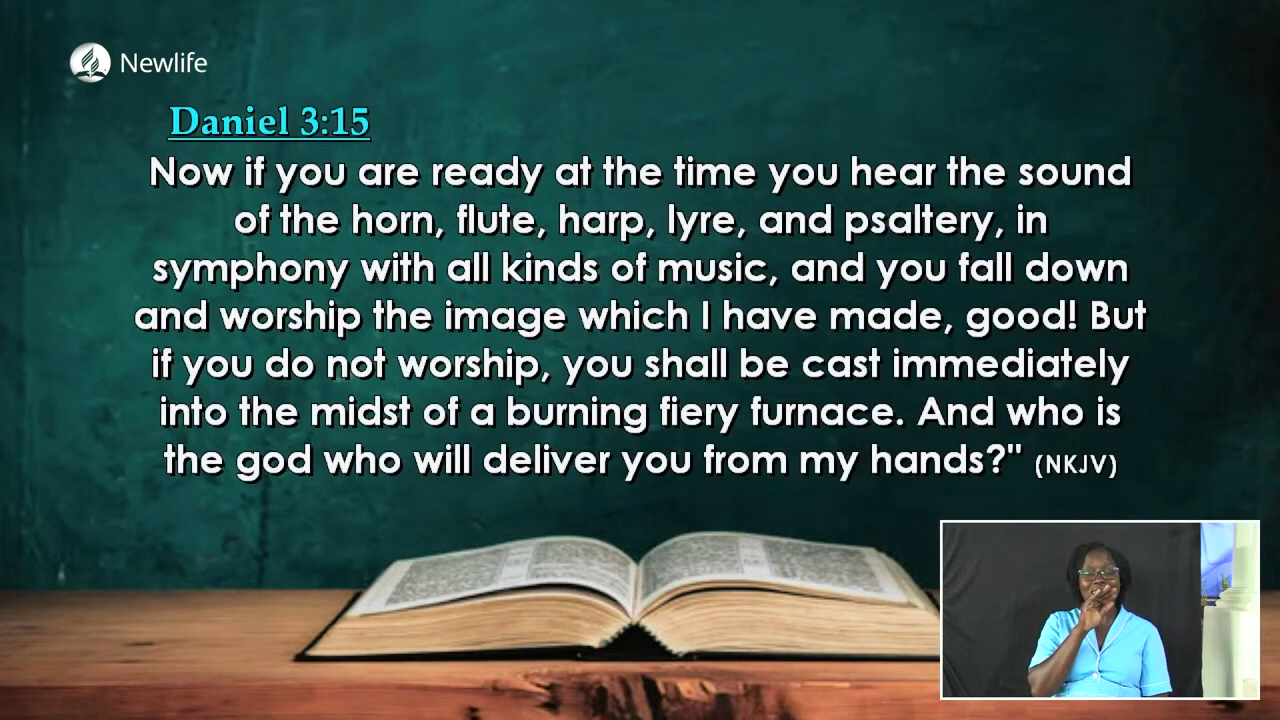 Newlife
Daniel 3:15
Now if you are ready at the time you hear the sound
of the horn, flute, harp, lyre, and psaltery, in
symphony with all kinds of music, and you fall down
and worship the image which I have made, good! But
if you do not worship, you shall be cast immediately
into the midst of a burning fiery furnace. And who is
the god who will deliver you from my hands?" (NKJV)